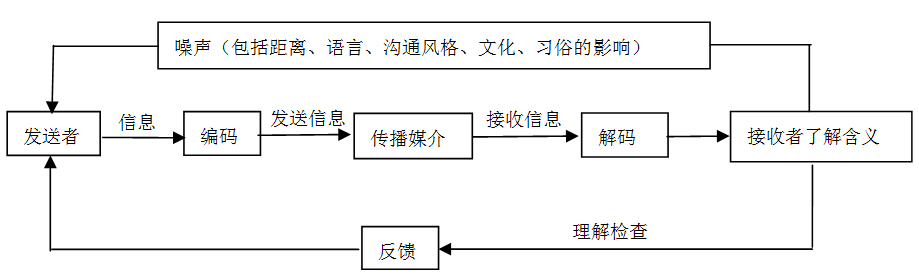 噪声（包括距离、语言、沟通风格、文化、习俗的影响）
发送者
信息
编码
发送信息
传播媒介
接收信息
解码
接收者了解含义
反馈
理解检查